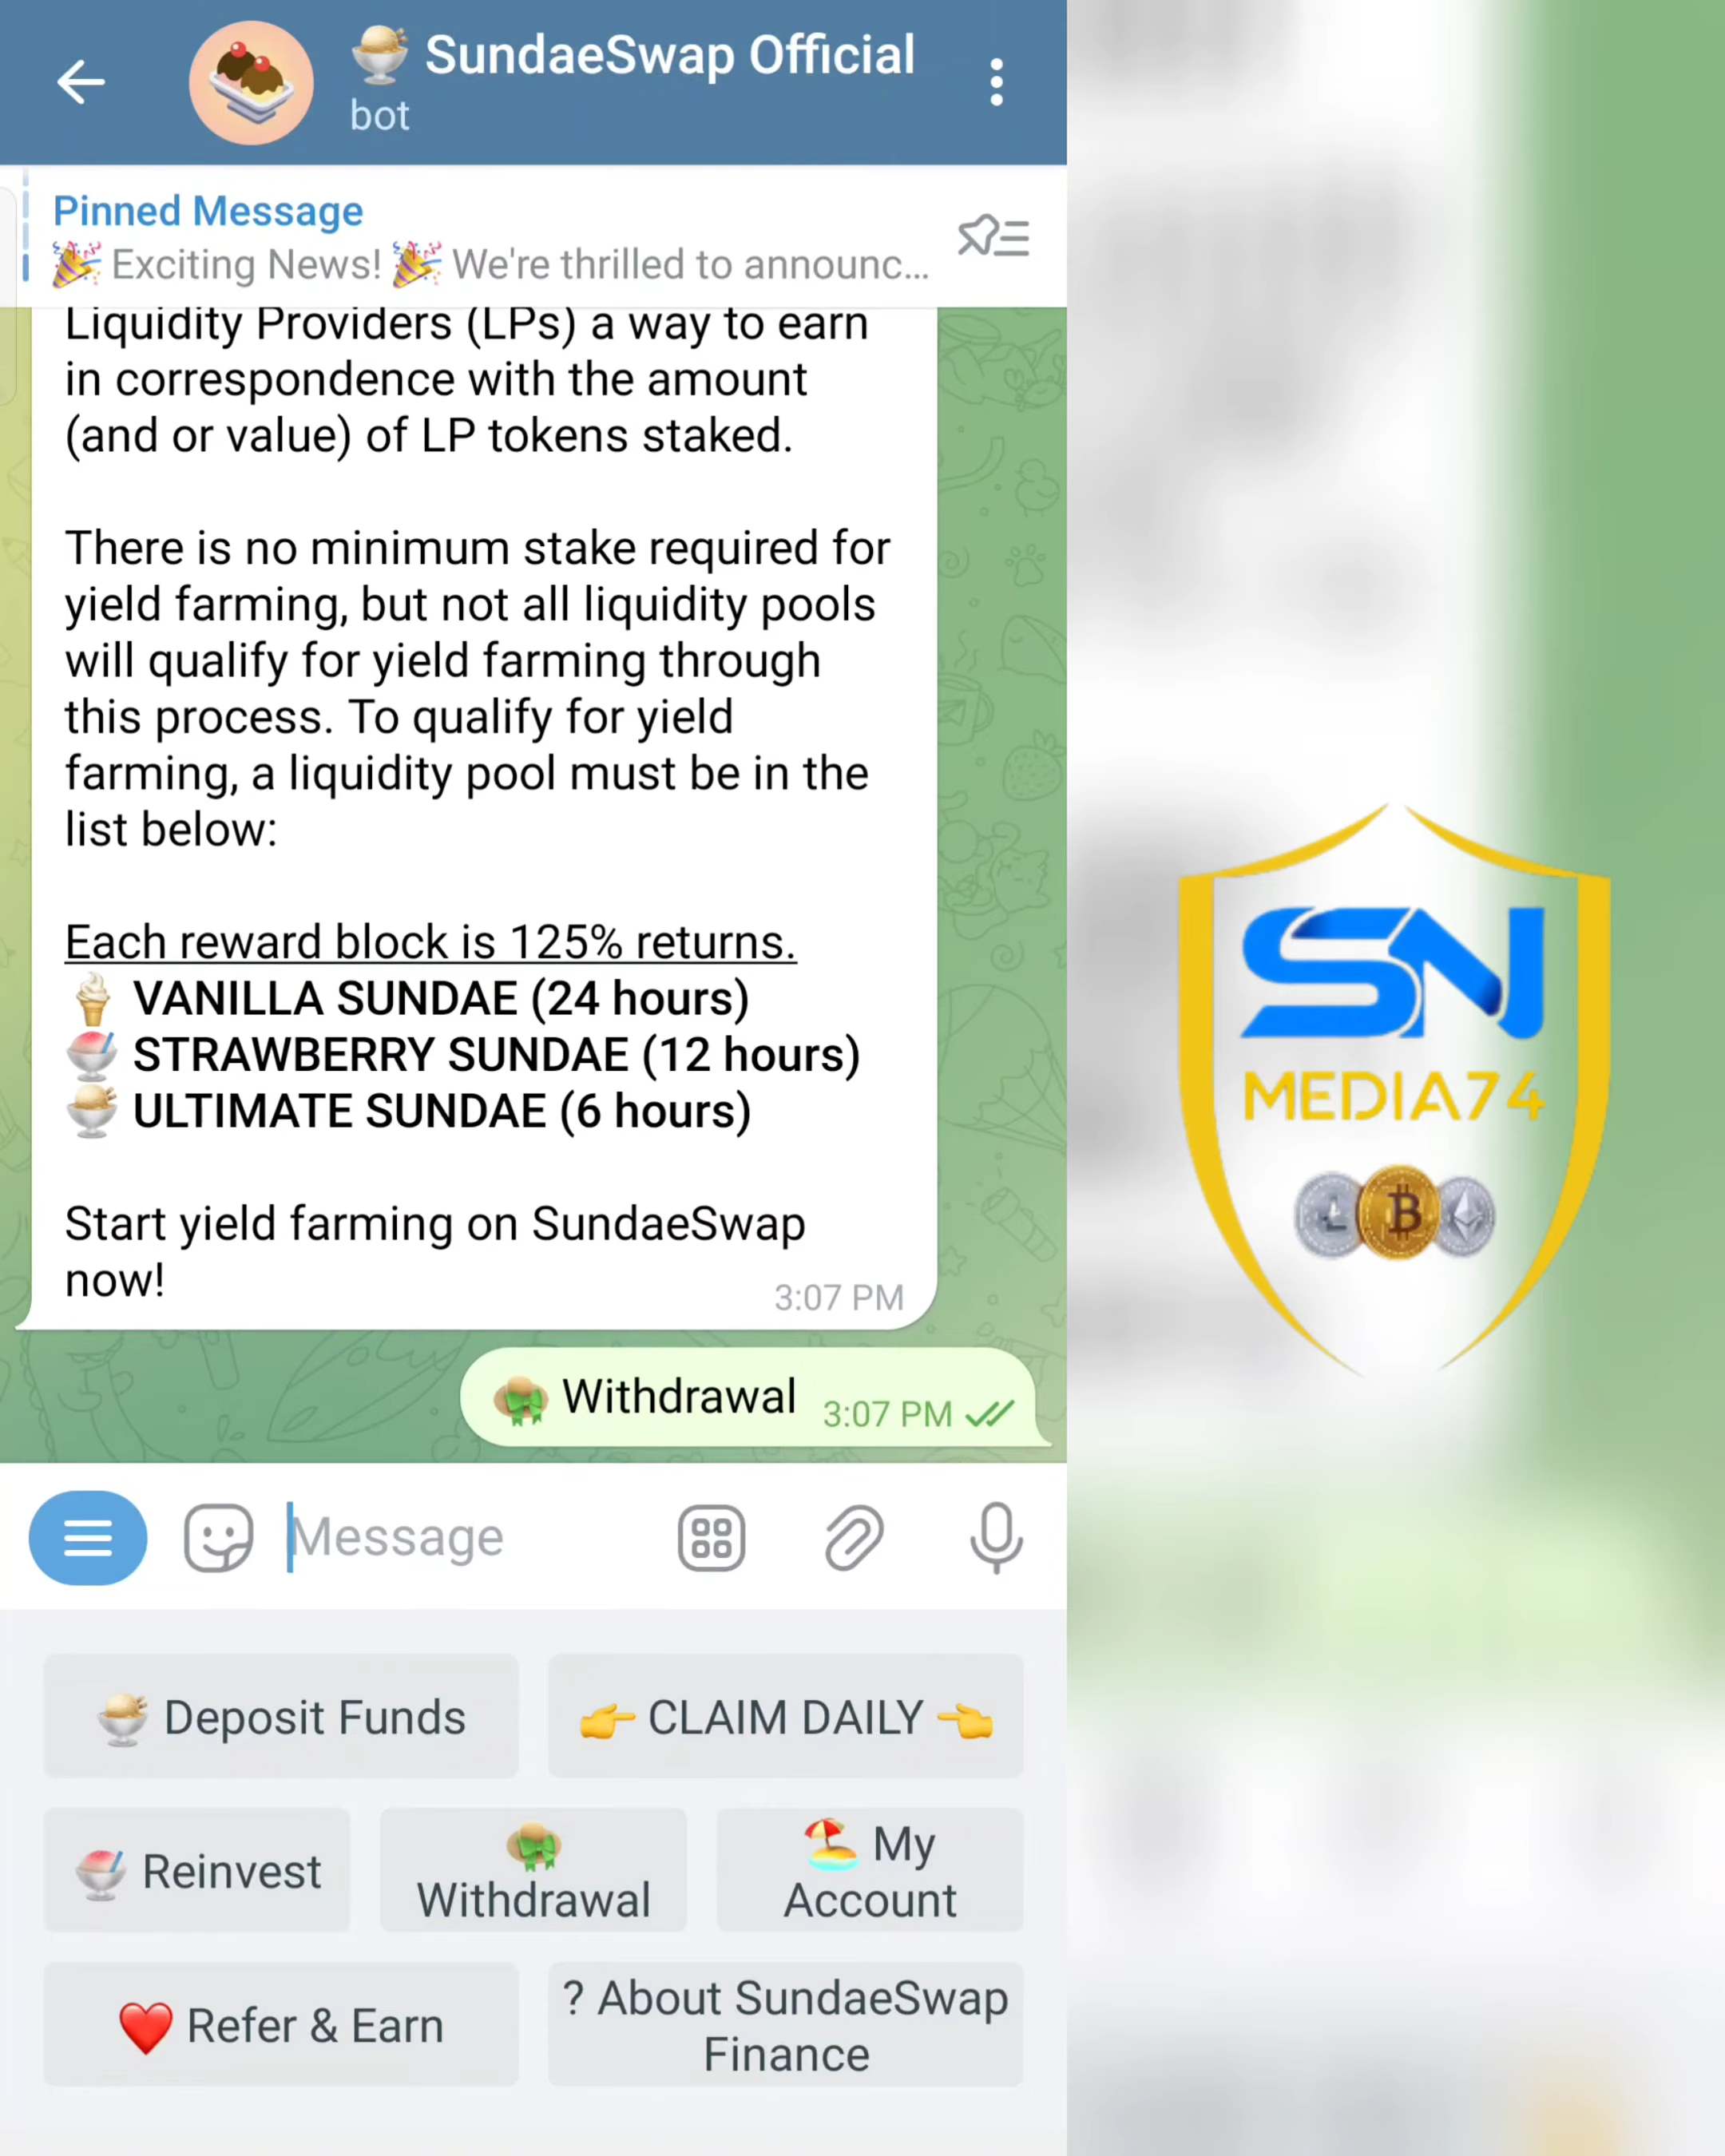 SundaeSwap Official
bot
Pinned Message
🎉 Exciting News! 🎉 We're thrilled to announc...
Liquidity Providers (LPs) a way to earn
in correspondence with the amount
(and or value) of LP tokens staked.
There is no minimum stake required for
yield farming, but not all liquidity pools
will qualify for yield farming through
this process. To qualify for yield
farming, a liquidity pool must be in the
list below:
Each reward block is 125% returns.
🍦 VANILLA SUNDAE (24 hours)
🍧 STRAWBERRY SUNDAE (12 hours)
🍨 ULTIMATE SUNDAE (6 hours)
Start yield farming on SundaeSwap
now!
3:07 PM
👒 Withdrawal 3:07 PM
Message
🍨 Deposit Funds
👉 CLAIM DAILY 👈
🍧 Reinvest
👒
Withdrawal
🏖 My
Account
❤️ Refer & Earn
? About SundaeSwap
Finance
SN
MEDIA74